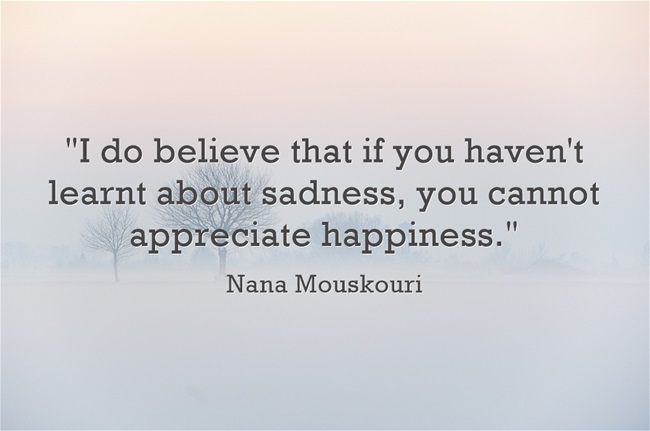 "I do believe that if you haven't
learnt about sadness, you cannot
appreciate happiness."
Nana Mouskouri